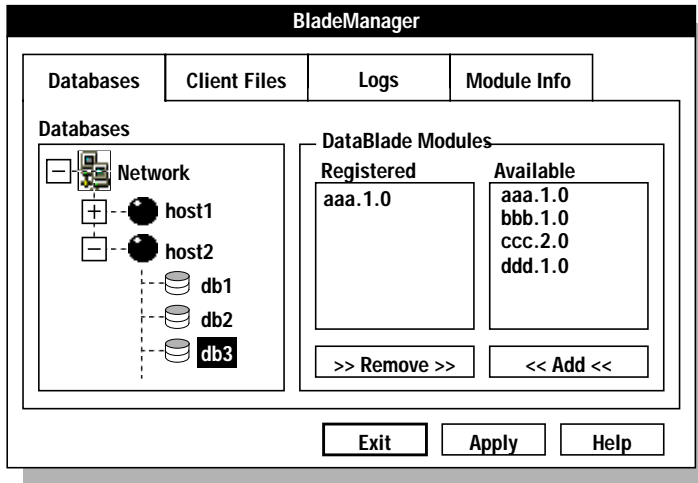 BladeManager
Databases
Client Files
Logs
Module Info
Databases
Network
host1
host2
db1
db2
db3
DataBlade Modules
Registered
aaa.1.0
>> Remove >>
Available
aaa.1.0
bbb.1.0
ccc.2.0
ddd.1.0
<< Add <<
Exit
Apply
Help